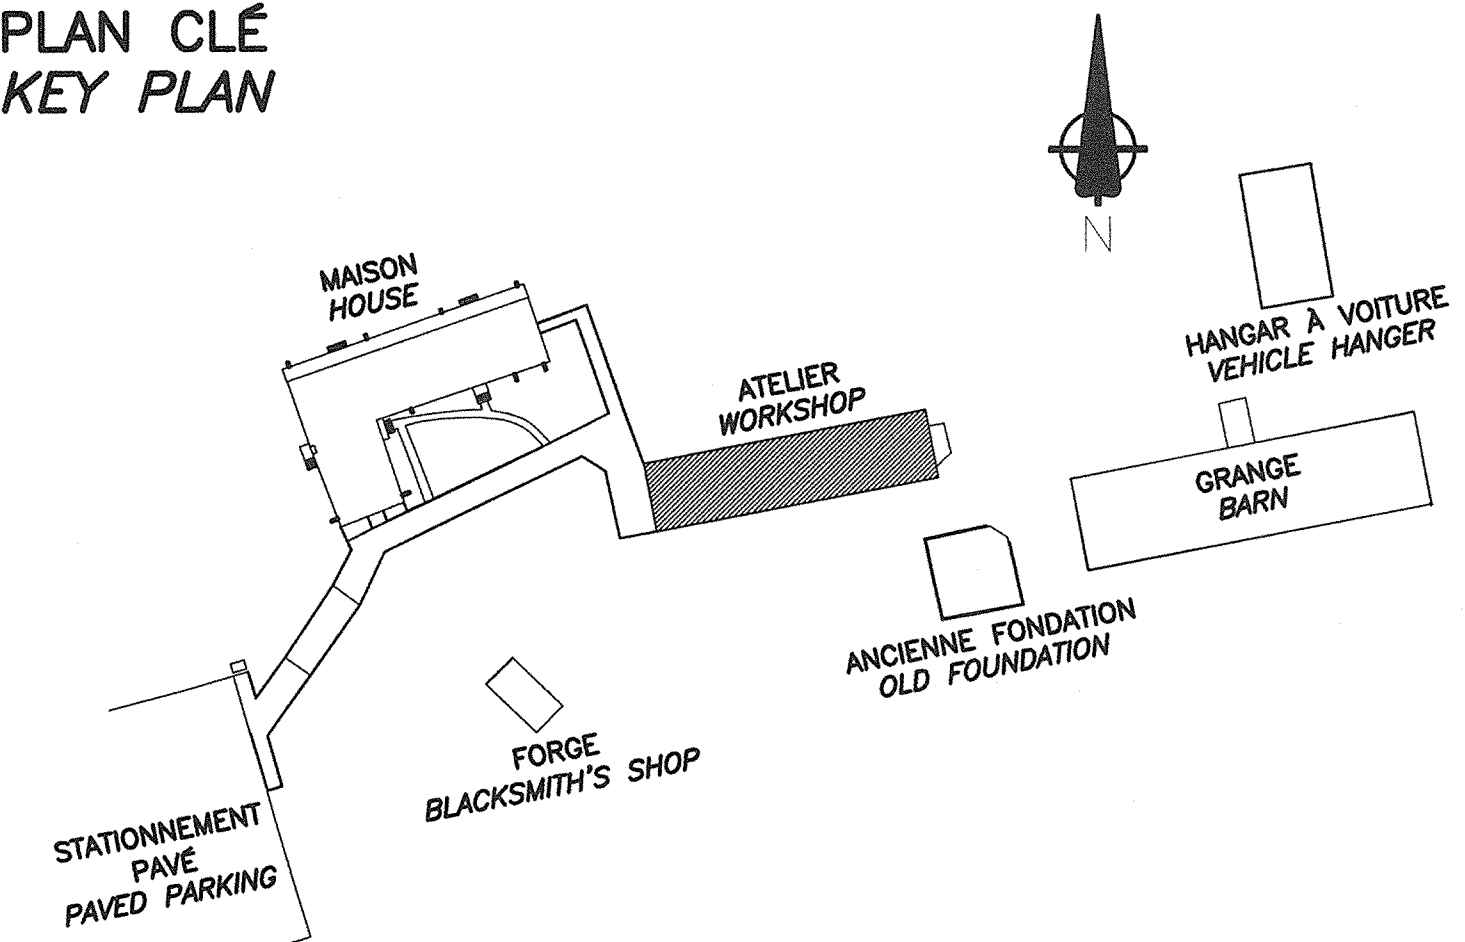 PLAN CLÉ
KEY PLAN
N
MAISON
HOUSE
HANGAR À VOITURE
VEHICLE HANGER
ATELIER
WORKSHOP
GRANGE
BARN
ANCIENNE FONDATION
OLD FOUNDATION
FORGE
BLACKSMITH'S SHOP
STATIONNEMENT
PAVÉ
PAVED PARKING